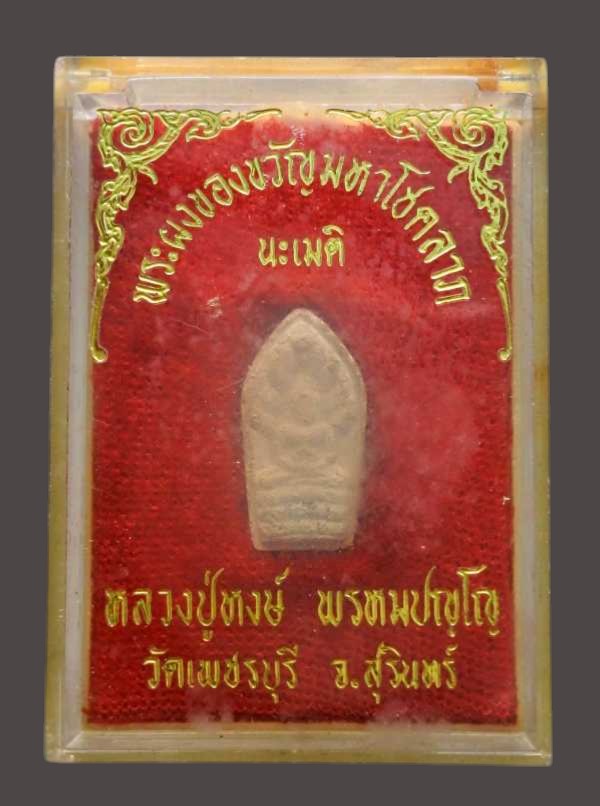 พระผงของขวัญมหาโชคลาภ
นะเมติ
หลวงปู่หงษ์ พรหมปญฺโญ
วัดเพชรบุรี จ.สุรินทร์